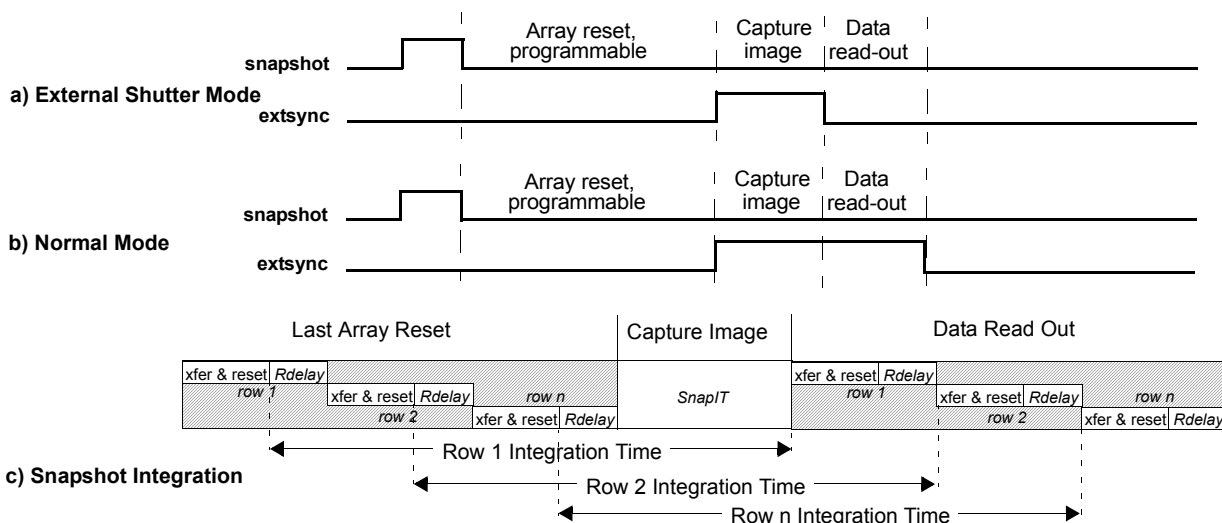 Array reset,
programmable
Capture
image
Data
read-out
snapshot
a) External Shutter Mode
extsync
Array reset,
programmable
Capture
image
Data
read-out
snapshot
b) Normal Mode
extsync
Last Array Reset
Capture Image
Data Read Out
xfer & reset Rdelay
row 1
xfer & reset Rdelay
row 2
row n
xfer & reset Rdelay
SnapIT
xfer & reset Rdelay
row 1
xfer & reset Rdelay
row 2
row n
xfer & reset Rdelay
Row 1 Integration Time
c) Snapshot Integration
Row 2 Integration Time
Row n Integration Time